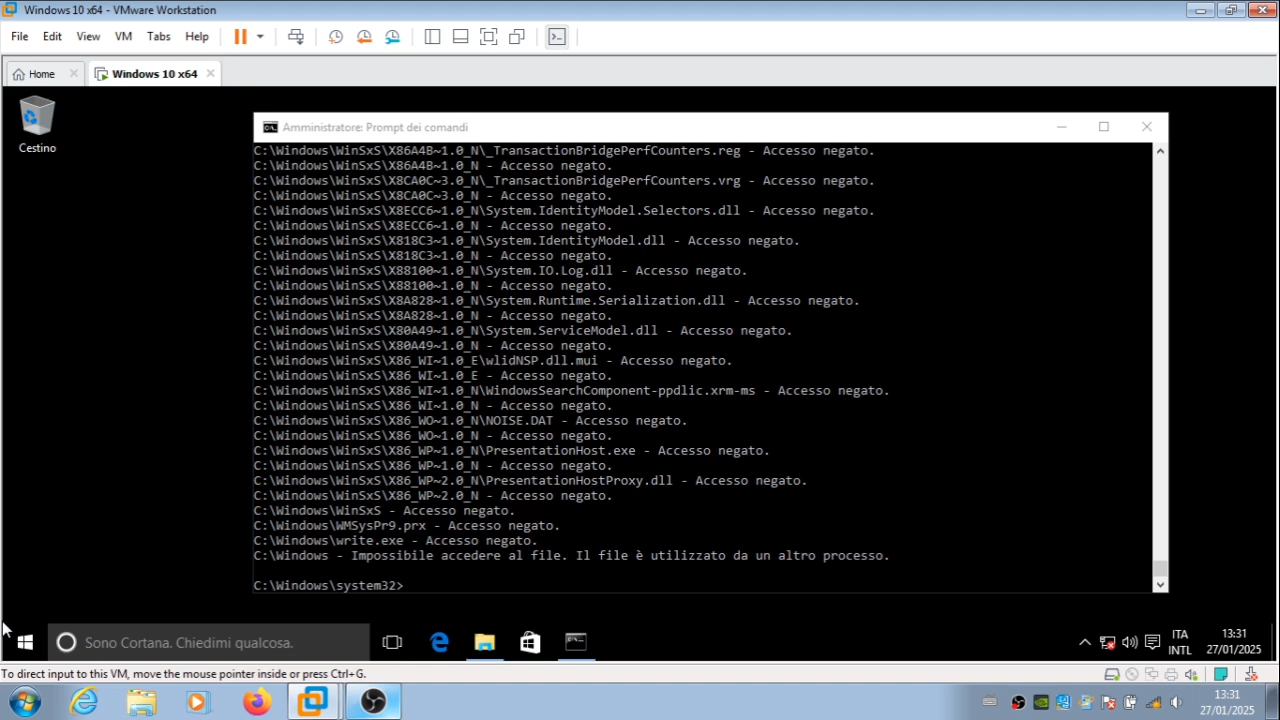 Windows 10 x64 - VMware Workstation
File Edit View VM Tabs Help
Home Windows 10 x64
Cestino
Amministratore: Prompt dei comandi
C:\Windows\WinSxS\X86A4B~1.0_N\_TransactionBridgePerfCounters.reg - Accesso negato.
C:\Windows\WinSxS\X86A4B~1.0_N - Accesso negato.
C:\Windows\WinSxS\X8CA0C~3.0_N\_TransactionBridgePerfCounters.vrg - Accesso negato.
C:\Windows\WinSxS\X8CA0C~3.0_N - Accesso negato.
C:\Windows\WinSxS\X8ECC6~1.0_N\System.IdentityModel.Selectors.dll - Accesso negato.
C:\Windows\WinSxS\X8ECC6~1.0_N - Accesso negato.
C:\Windows\WinSxS\X818C3~1.0_N\System.IdentityModel.dll - Accesso negato.
C:\Windows\WinSxS\X818C3~1.0_N - Accesso negato.
C:\Windows\WinSxS\X88100~1.0_N\System.IO.Log.dll - Accesso negato.
C:\Windows\WinSxS\X88100~1.0_N - Accesso negato.
C:\Windows\WinSxS\X8A828~1.0_N\System.Runtime.Serialization.dll - Accesso negato.
C:\Windows\WinSxS\X8A828~1.0_N - Accesso negato.
C:\Windows\WinSxS\X80A49~1.0_N\System.ServiceModel.dll - Accesso negato.
C:\Windows\WinSxS\X80A49~1.0_N - Accesso negato.
C:\Windows\WinSxS\X86_WI~1.0_E\wlidNSP.dll.mui - Accesso negato.
C:\Windows\WinSxS\X86_WI~1.0_E - Accesso negato.
C:\Windows\WinSxS\X86_WI~1.0_N\WindowsSearchComponent-ppdlic.xrm-ms - Accesso negato.
C:\Windows\WinSxS\X86_WI~1.0_N - Accesso negato.
C:\Windows\WinSxS\X86_WO~1.0_N\NOISE.DAT - Accesso negato.
C:\Windows\WinSxS\X86_WO~1.0_N - Accesso negato.
C:\Windows\WinSxS\X86_WP~1.0_N\PresentationHost.exe - Accesso negato.
C:\Windows\WinSxS\X86_WP~1.0_N - Accesso negato.
C:\Windows\WinSxS\X86_WP~2.0_N\PresentationHostProxy.dll - Accesso negato.
C:\Windows\WinSxS\X86_WP~2.0_N - Accesso negato.
C:\Windows\WinSxS - Accesso negato.
C:\Windows\WMSysPr9.prx - Accesso negato.
C:\Windows\write.exe - Accesso negato.
C:\Windows - Impossibile accedere al file. Il file è utilizzato da un altro processo.
C:\Windows\system32>
Sono Cortana. Chiedimi qualcosa.
ITA
INTL
13:31
27/01/2025
To direct input to this VM, move the mouse pointer inside or press Ctrl+G.
13:31
27/01/2025